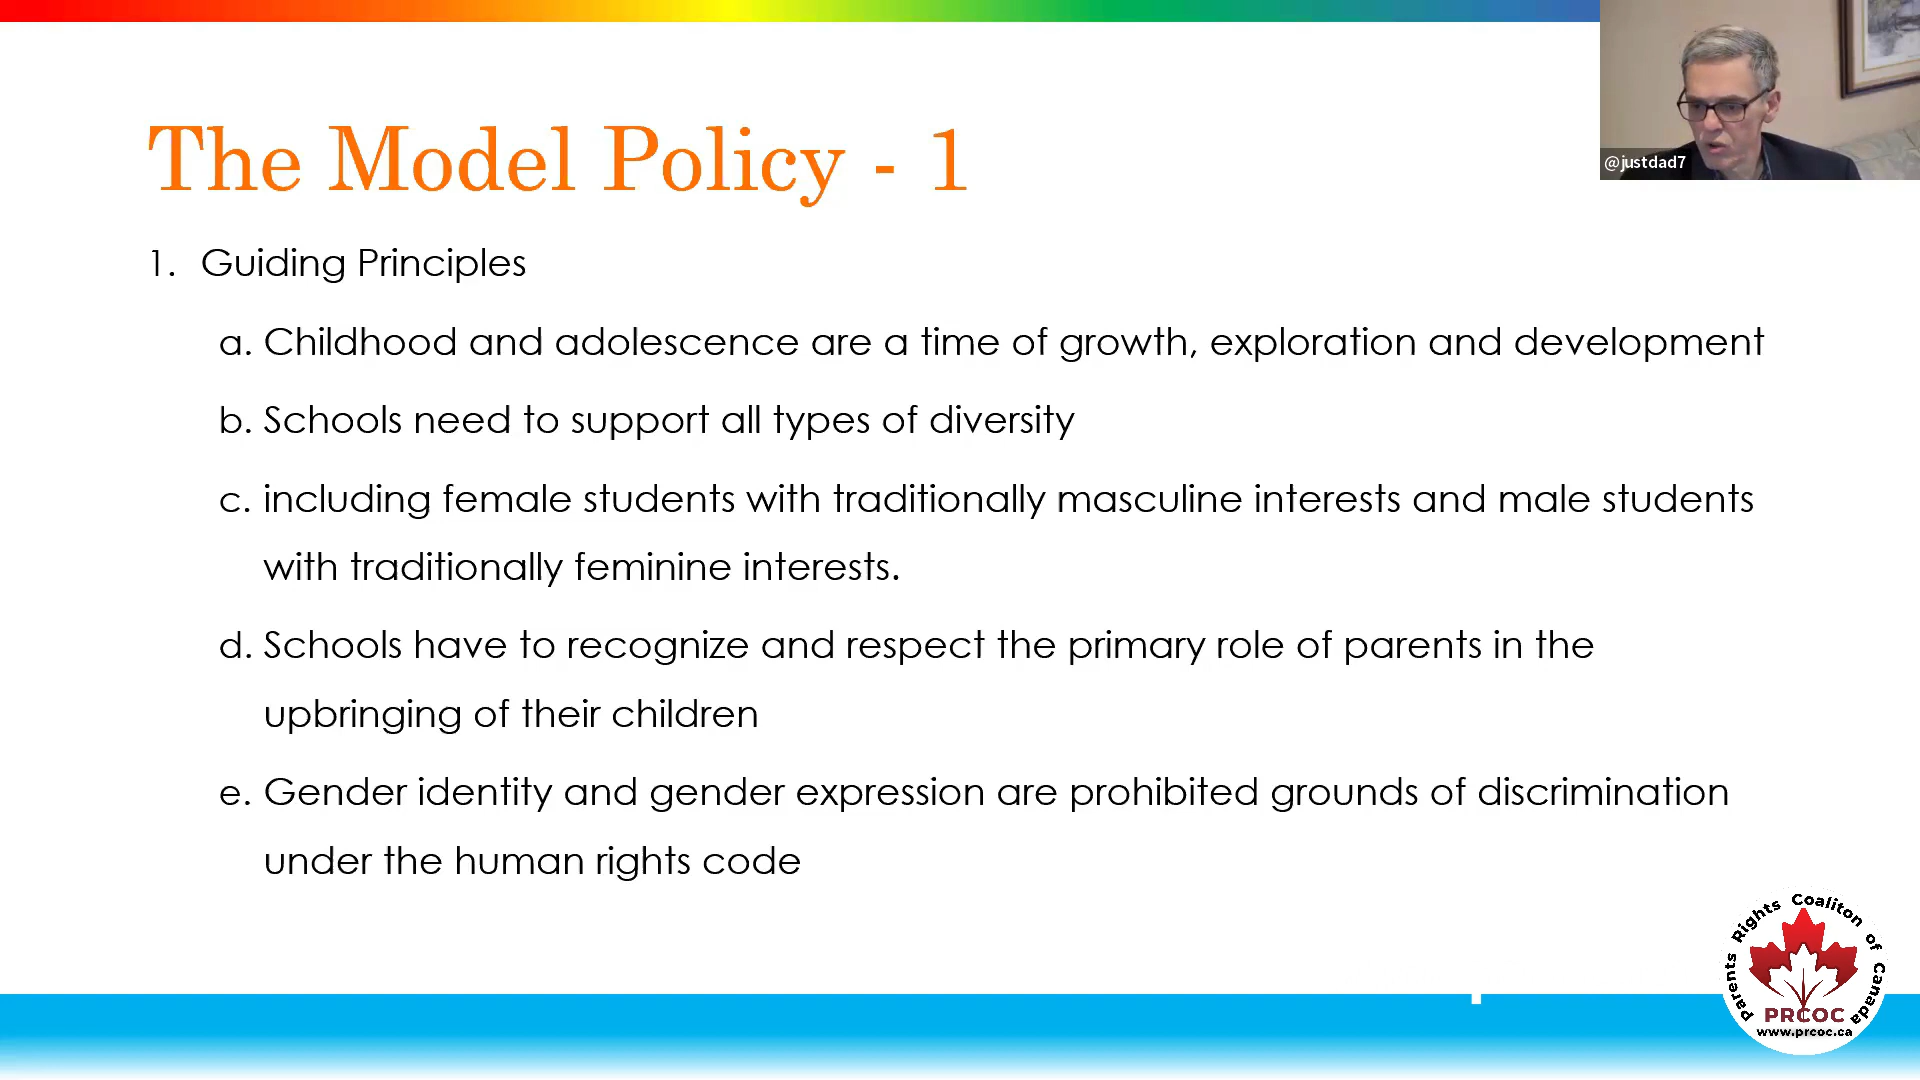 @justdad7
The Model Policy - 1
1. Guiding Principles
a. Childhood and adolescence are a time of growth, exploration and development
b. Schools need to support all types of diversity
c. including female students with traditionally masculine interests and male students
with traditionally feminine interests.
d. Schools have to recognize and respect the primary role of parents in the
upbringing of their children
e. Gender identity and gender expression are prohibited grounds of discrimination
under the human rights code
Parents Rights Coaliton of Canada
PRCOC
www.prcoc.ca